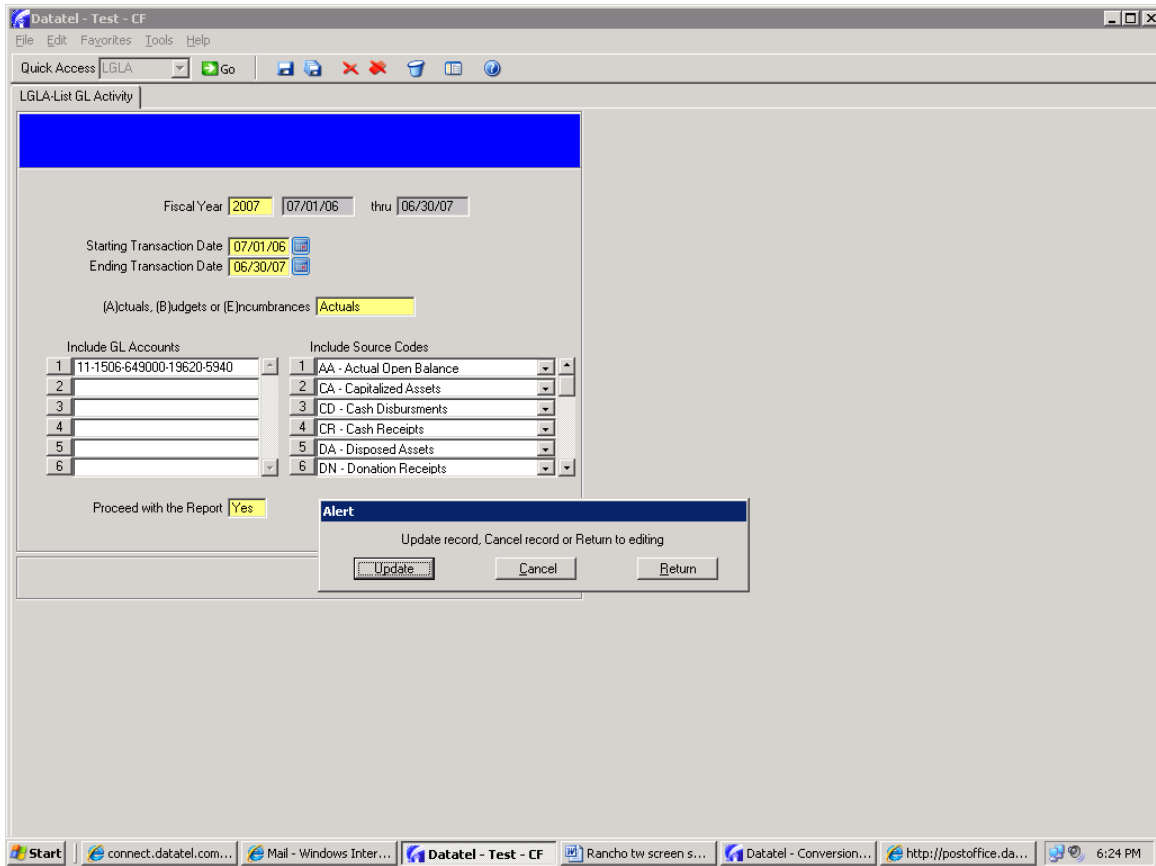 Datatel - Test - CF
File Edit Favorites Tools Help
Quick Access LGLA Go
LGLA-List GL Activity
Fiscal Year 2007 07/01/06 thru 06/30/07
Starting Transaction Date 07/01/06
Ending Transaction Date 06/30/07
(A)ctuals, (B)udgets or (E)ncumbrances Actuals
Include GL Accounts Include Source Codes
1 11-1506-649000-19620-5940 1 AA - Actual Open Balance
2 2 CA - Capitalized Assets
3 3 CD - Cash Disbursments
4 4 CR - Cash Receipts
5 5 DA - Disposed Assets
6 6 DN - Donation Receipts
Proceed with the Report Yes
Alert
Update record, Cancel record or Return to editing
Update Cancel Return
Start connect.datatel.com... Mail - Windows Inter... Datatel - Test - CF Rancho tw screen s... Datatel - Conversion... http://postoffice.da... 6:24 PM